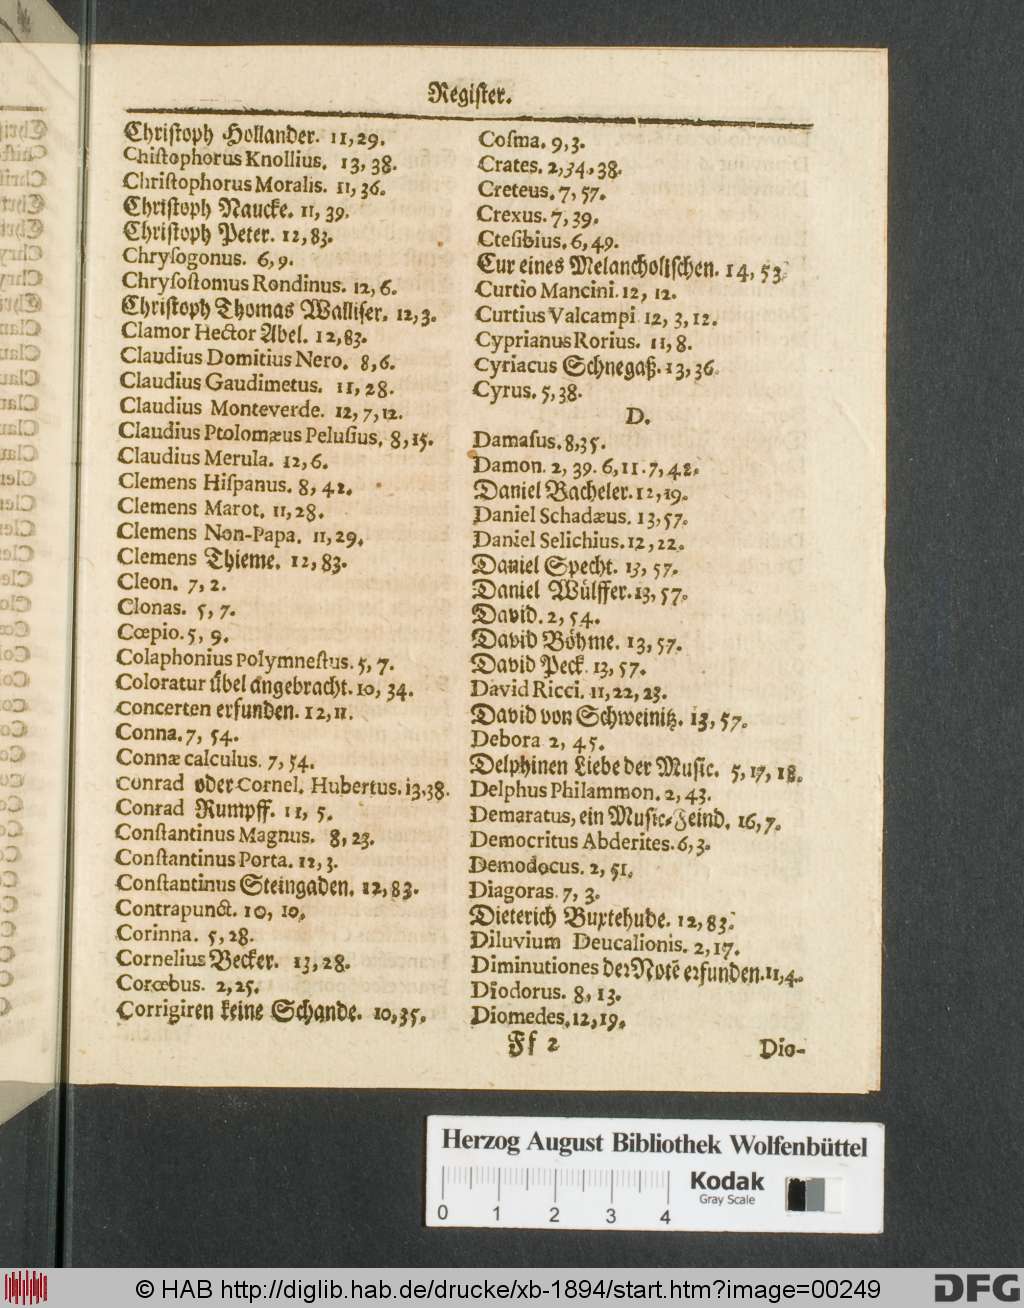 Register.
Christoph Hollander. 11, 29.
Chistophorus Knollius. 13, 38.
Christophorus Moralis. 11, 36.
Christoph Naucke. 11, 39.
Christoph Peter. 12, 83.
Chrysogonus. 6, 9.
Chrysostomus Rondinus. 12, 6.
Christoph Thomas Walliser. 12, 3.
Clamor Hector Abel. 12, 83.
Claudius Domitius Nero. 8, 6.
Claudius Gaudimetus. 11, 28.
Claudius Monteverde. 12, 7, 12.
Claudius Ptolomæus Pelusius. 8, 15.
Claudius Merula. 12, 6.
Clemens Hiſpanus. 8, 42.
Clemens Marot. 11, 28.
Clemens Non-Papa. 11, 29.
Clemens Thieme. 12, 83.
Cleon. 7, 2.
Clonas. 5, 7.
Cœpio. 5, 9.
Colaphonius Polymnestus. 5, 7.
Coloratur übel angebracht. 10, 34.
Concerten erfunden. 12, 11.
Conna. 7, 54.
Connæ calculus. 7, 54.
Conrad oder Cornel. Hubertus. 13, 38.
Conrad Rumpff. 11, 5.
Constantinus Magnus. 8, 23.
Constantinus Porta. 12, 3.
Constantinus Steingaden. 12, 83.
Contrapunct. 10, 10.
Corinna. 5, 28.
Cornelius Becker. 13, 28.
Corœbus. 2, 25.
Corrigiren keine Schande. 10, 35.
Coſma. 9, 3.
Crates. 2, 34. 38.
Creteus. 7, 57.
Crexus. 7, 39.
Cteſibius. 6, 49.
Cur eines Melancholischen. 14, 53.
Curtio Mancini. 12, 12.
Curtius Valcampi 12, 3, 12.
Cyprianus Rorius. 11, 8.
Cyriacus Schnegaß. 13, 36.
Cyrus. 5, 38.
D.
Damaſus. 8, 35.
Damon. 2, 39. 6, 11. 7, 42.
Daniel Bacheler. 12, 19.
Daniel Schadæus. 13, 57.
Daniel Selichius. 12, 22.
Daniel Specht. 13, 57.
Daniel Wülffer. 13, 57.
David. 2, 54.
David Böhme. 13, 57.
David Peck. 13, 57.
David Ricci. 11, 22, 23.
David von Schweinitz. 13, 57.
Debora 2, 45.
Delphinen Liebe der Music. 5, 17, 18.
Delphus Philammon. 2, 43.
Demaratus, ein Music-Feind. 16, 7.
Democritus Abderites. 6, 3.
Demodocus. 2, 51.
Diagoras. 7, 3.
Dieterich Buxtehude. 12, 83.
Diluvium Deucalionis. 2, 17.
Diminutiones der Notē erfunden. 11, 4.
Diodorus. 8, 13.
Diomedes. 12, 19.
Ff 2
Dio-
Herzog August Bibliothek Wolfenbüttel
Kodak
Gray Scale
0 1 2 3 4
© HAB http://diglib.hab.de/drucke/xb-1894/start.htm?image=00249
DFG